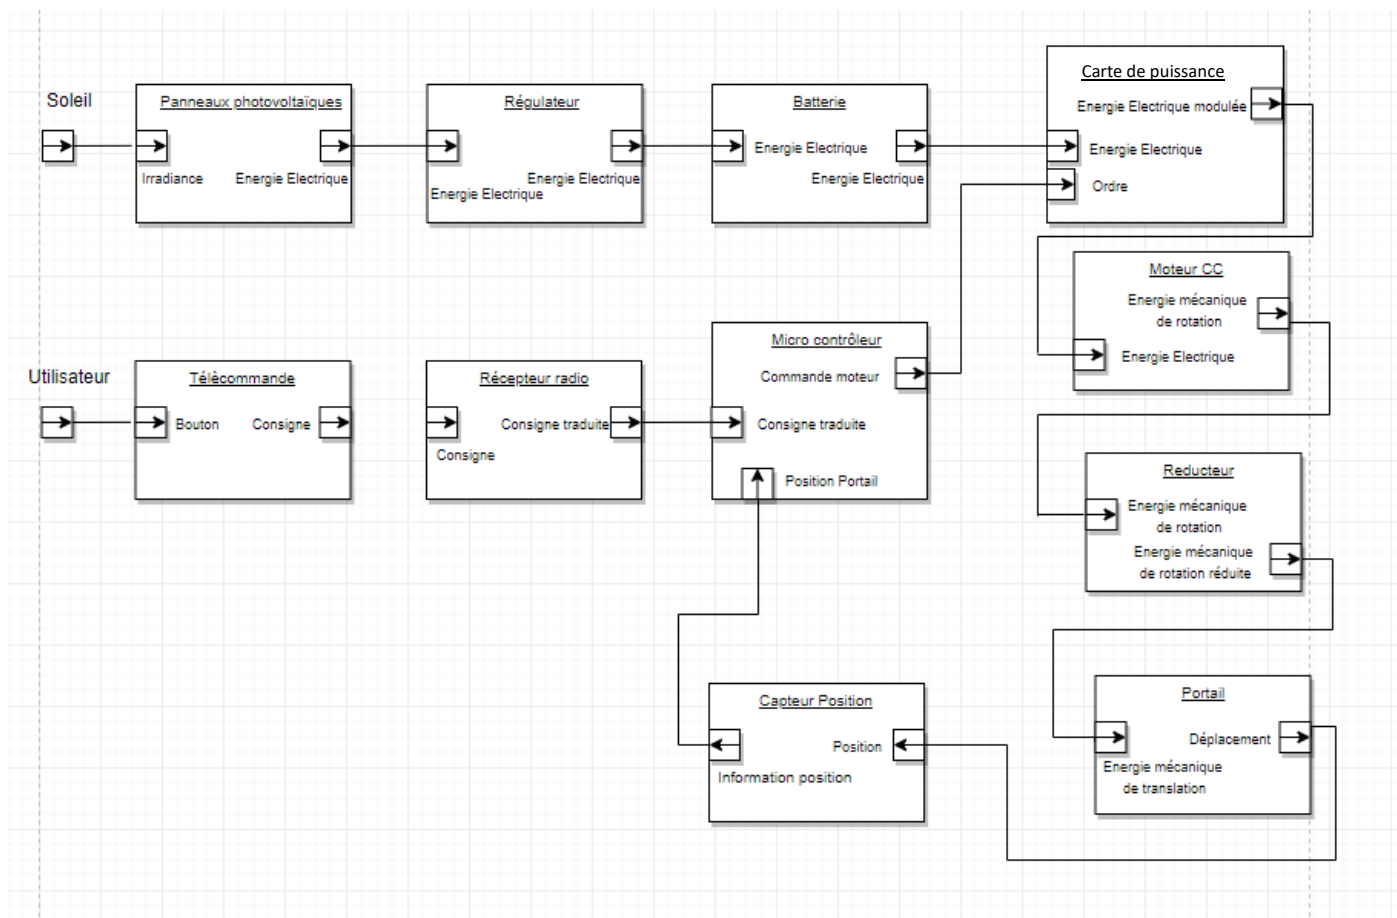 Soleil
Panneaux photovoltaïques
Irradiance
Energie Electrique
Régulateur
Energie Electrique
Energie Electrique
Batterie
Energie Electrique
Energie Electrique
Carte de puissance
Energie Electrique modulée
Energie Electrique
Ordre
Moteur CC
Energie mécanique
de rotation
Energie Electrique
Utilisateur
Télècommande
Bouton
Consigne
Récepteur radio
Consigne traduite
Consigne
Micro contrôleur
Commande moteur
Consigne traduite
Position Portail
Reducteur
Energie mécanique
de rotation
Energie mécanique
de rotation réduite
Capteur Position
Position
Information position
Portail
Déplacement
Energie mécanique
de translation